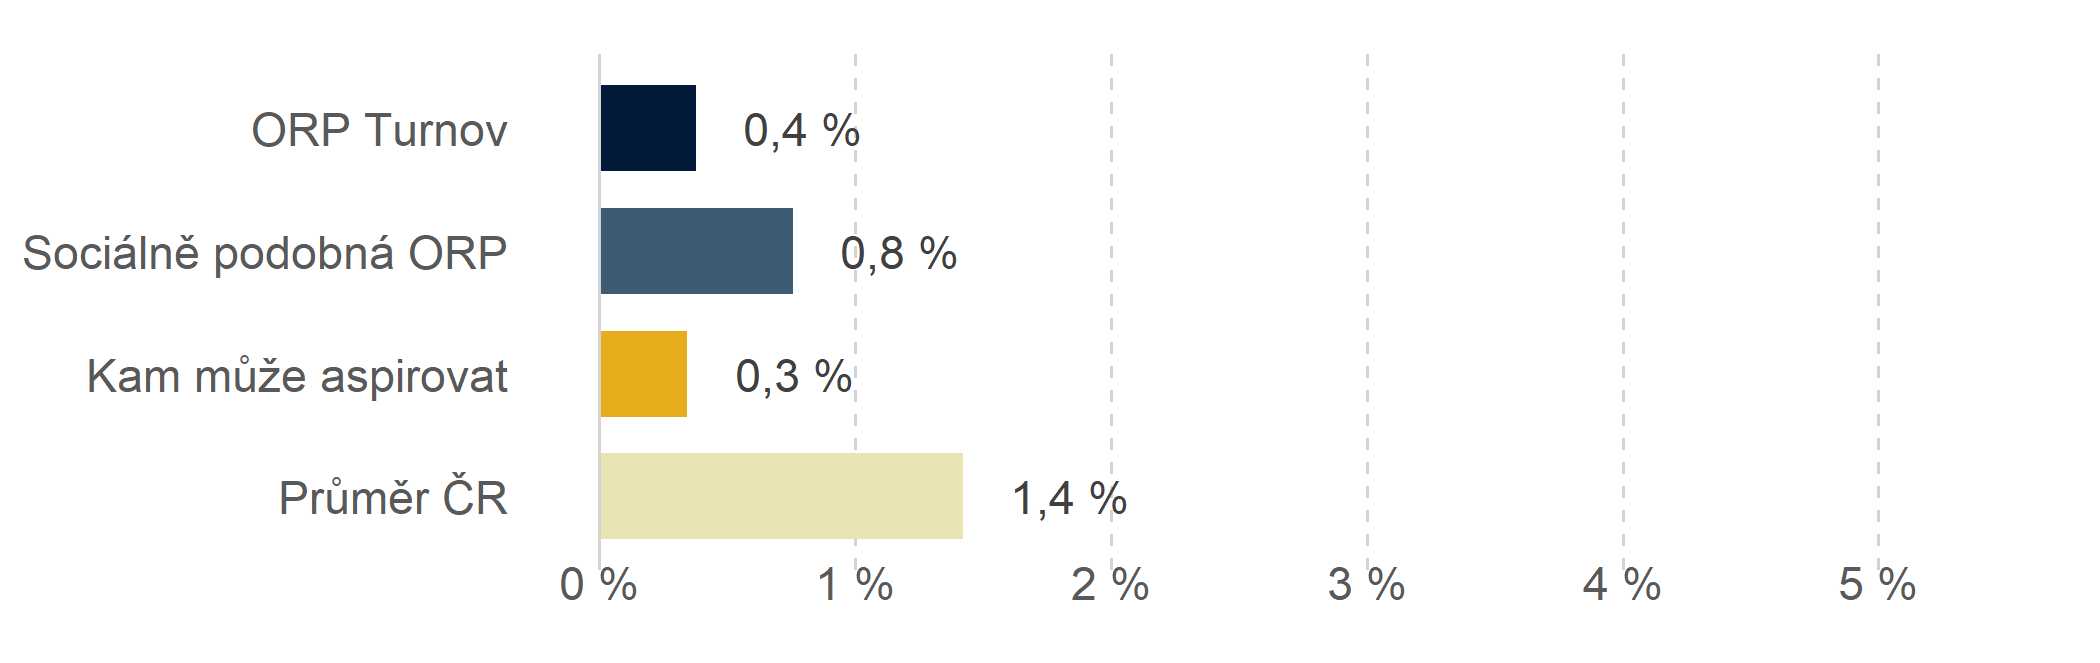 ORP Turnov 0,4 %
Sociálně podobná ORP 0,8 %
Kam může aspirovat 0,3 %
Průměr ČR 1,4 %
0 % 1 % 2 % 3 % 4 % 5 %